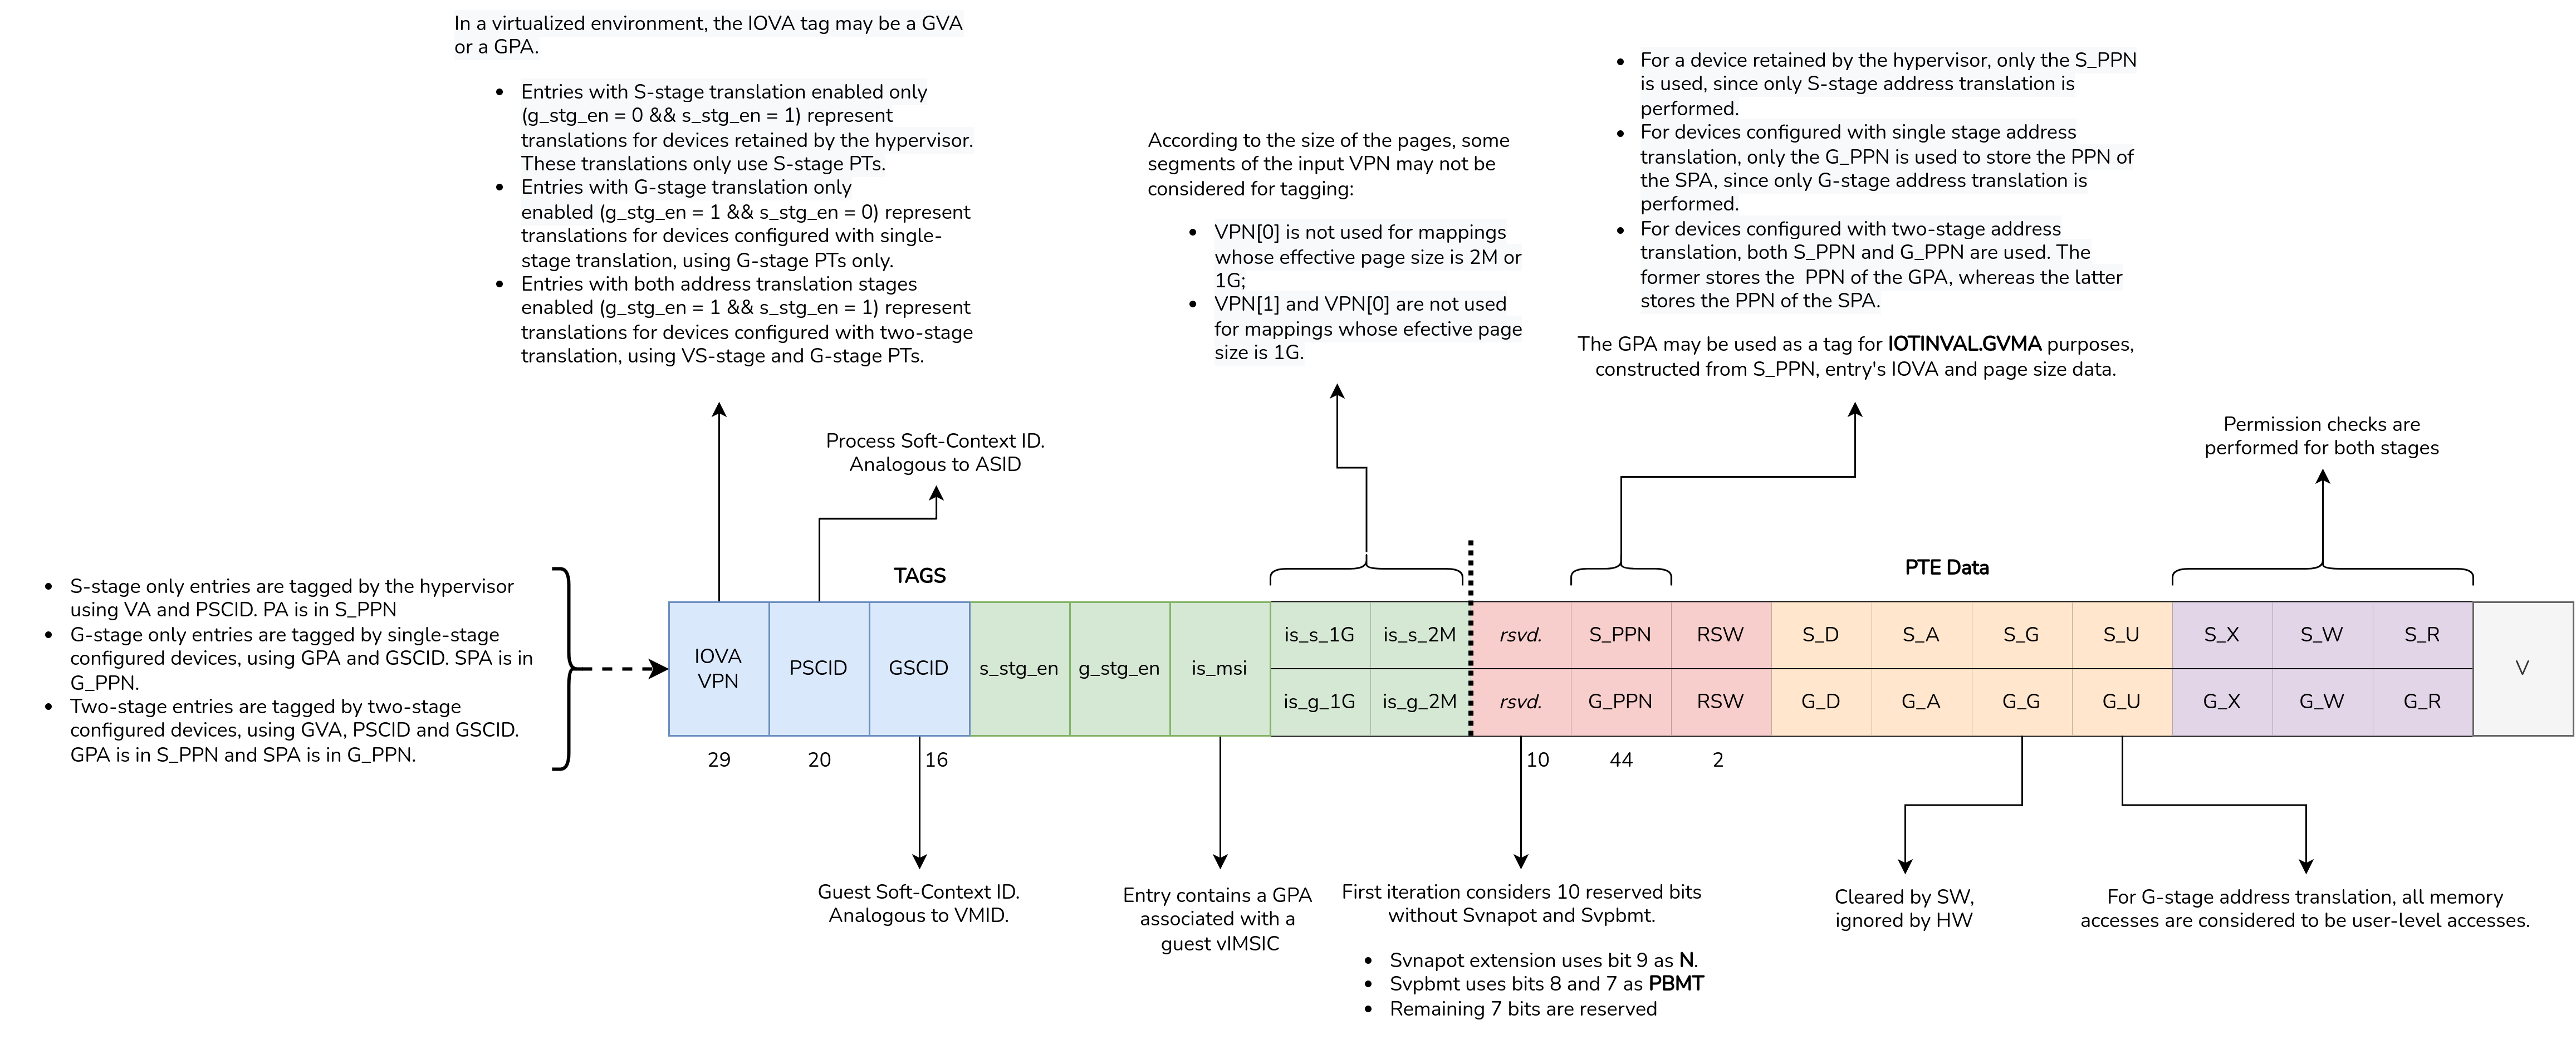 In a virtualized environment, the IOVA tag may be a GVA
or a GPA.
• Entries with S-stage translation enabled only
(g_stg_en = 0 && s_stg_en = 1) represent
translations for devices retained by the hypervisor.
These translations only use S-stage PTs.
• Entries with G-stage translation only
enabled (g_stg_en = 1 && s_stg_en = 0) represent
translations for devices configured with single-
stage translation, using G-stage PTs only.
• Entries with both address translation stages
enabled (g_stg_en = 1 && s_stg_en = 1) represent
translations for devices configured with two-stage
translation, using VS-stage and G-stage PTs.
According to the size of the pages, some
segments of the input VPN may not be
considered for tagging:
• VPN[0] is not used for mappings
whose effective page size is 2M or
1G;
• VPN[1] and VPN[0] are not used
for mappings whose efective page
size is 1G.
• For a device retained by the hypervisor, only the S_PPN
is used, since only S-stage address translation is
performed.
• For devices configured with single stage address
translation, only the G_PPN is used to store the PPN of
the SPA, since only G-stage address translation is
performed.
• For devices configured with two-stage address
translation, both S_PPN and G_PPN are used. The
former stores the PPN of the GPA, whereas the latter
stores the PPN of the SPA.
The GPA may be used as a tag for IOTINVAL.GVMA purposes,
constructed from S_PPN, entry's IOVA and page size data.
Permission checks are
performed for both stages
Process Soft-Context ID.
Analogous to ASID
TAGS
PTE Data
• S-stage only entries are tagged by the hypervisor
using VA and PSCID. PA is in S_PPN
• G-stage only entries are tagged by single-stage
configured devices, using GPA and GSCID. SPA is in
G_PPN.
• Two-stage entries are tagged by two-stage
configured devices, using GVA, PSCID and GSCID.
GPA is in S_PPN and SPA is in G_PPN.
IOVA
VPN
PSCID
GSCID
s_stg_en
g_stg_en
is_msi
is_s_1G
is_s_2M
rsvd.
S_PPN
RSW
S_D
S_A
S_G
S_U
S_X
S_W
S_R
V
is_g_1G
is_g_2M
rsvd.
G_PPN
RSW
G_D
G_A
G_G
G_U
G_X
G_W
G_R
29
20
16
10
44
2
Guest Soft-Context ID.
Analogous to VMID.
Entry contains a GPA
associated with a
guest vIMSIC
First iteration considers 10 reserved bits
without Svnapot and Svpbmt.
• Svnapot extension uses bit 9 as N.
• Svpbmt uses bits 8 and 7 as PBMT
• Remaining 7 bits are reserved
Cleared by SW,
ignored by HW
For G-stage address translation, all memory
accesses are considered to be user-level accesses.